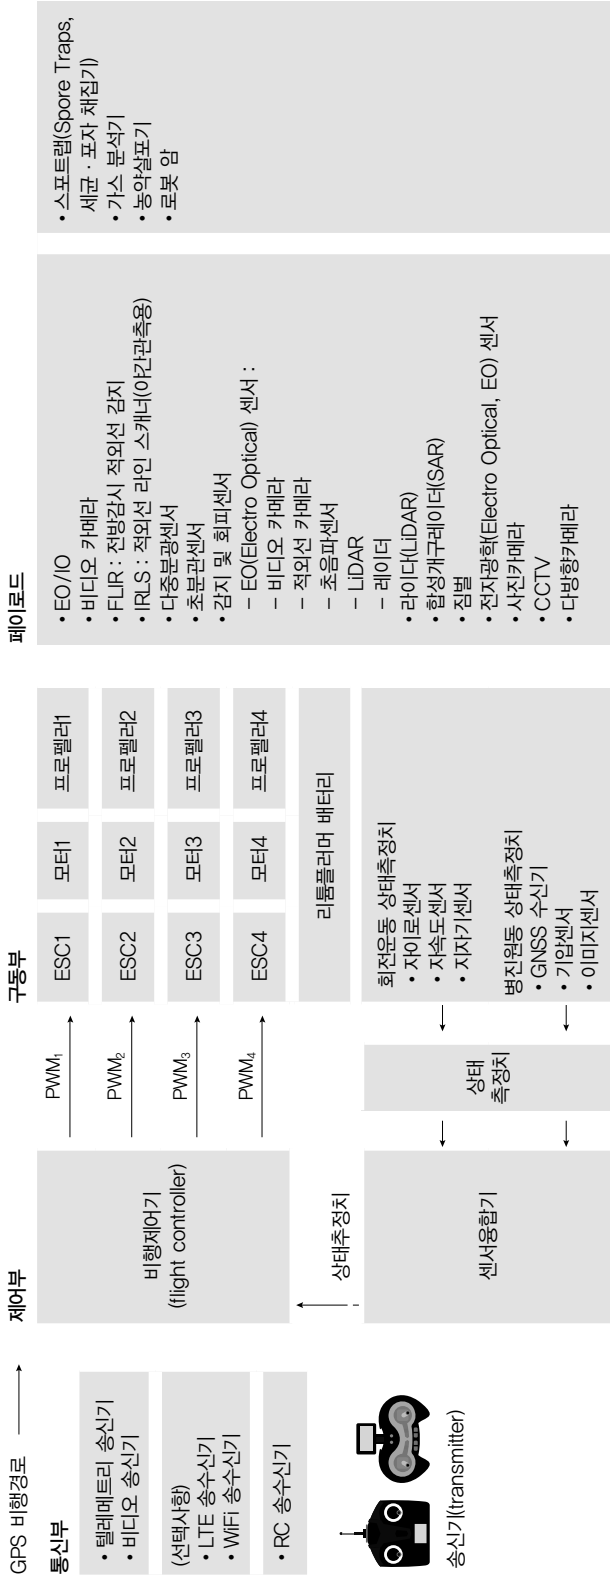 GPS 비행경로
통신부
• 텔레메트리 송신기
• 비디오 송신기
(선택사항)
• LTE 송수신기
• WiFi 송수신기
• RC 송수신기
송신기(transmitter)
제어부
비행제어기
(flight controller)
상태추정치
센서융합기
PWM₁
PWM₂
PWM₃
PWM₄
상태
측정치
구동부
ESC1
모터1
프로펠러1
ESC2
모터2
프로펠러2
ESC3
모터3
프로펠러3
ESC4
모터4
프로펠러4
리튬플러머 배터리
회전운동 상태측정치
• 자이로센서
• 자속도센서
• 지자기센서
병진원동 상태측정치
• GNSS 수신기
• 기압센서
• 이미지센서
페이로드
• EO/IO
• 비디오 카메라
• FLIR : 전방감시 적외선 감지
• IRLS : 적외선 라인 스캐너(야간관측용)
• 다중분광센서
• 초분관센서
• 감지 및 회피센서
– EO(Electro Optical) 센서 :
– 비디오 카메라
– 적외선 카메라
– 초음파센서
– LiDAR
– 레이더
• 라이다(LiDAR)
• 합성개구레이더(SAR)
• 짐벌
• 전자광학(Electro Optical, EO) 센서
• 사진카메라
• CCTV
• 다방향카메라
• 스포트랩(Spore Traps,
세균 · 포자 채집기)
• 가스 분석기
• 농약살포기
• 로봇 암